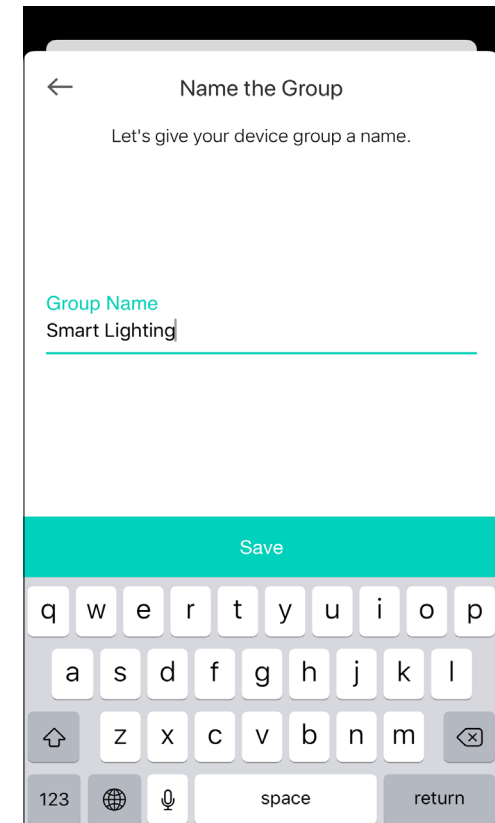 Name the Group
Let's give your device group a name.
Group Name
Smart Lighting
Save
q w e r t y u i o p
a s d f g h j k l
z x c v b n m
123 space return